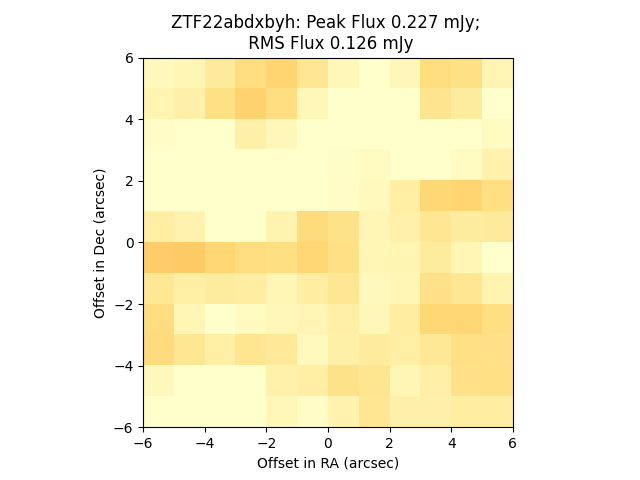 ZTF22abdxbyh: Peak Flux 0.227 mJy;
RMS Flux 0.126 mJy
6
4
2
0
−2
−4
−6
Offset in Dec (arcsec)
−6 −4 −2 0 2 4 6
Offset in RA (arcsec)